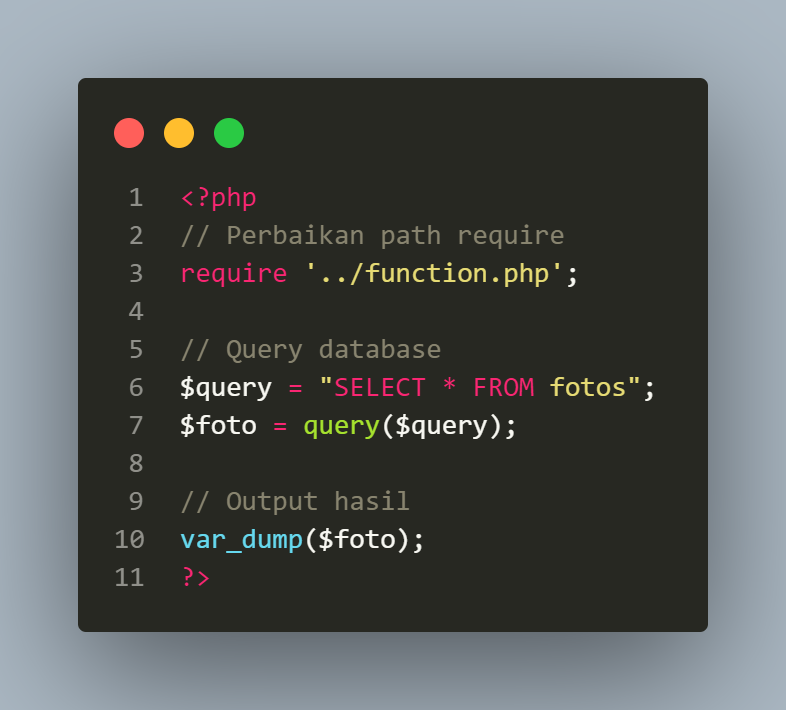 1 <?php
2 // Perbaikan path require
3 require '../function.php';
4
5 // Query database
6 $query = "SELECT * FROM fotos";
7 $foto = query($query);
8
9 // Output hasil
10 var_dump($foto);
11 ?>